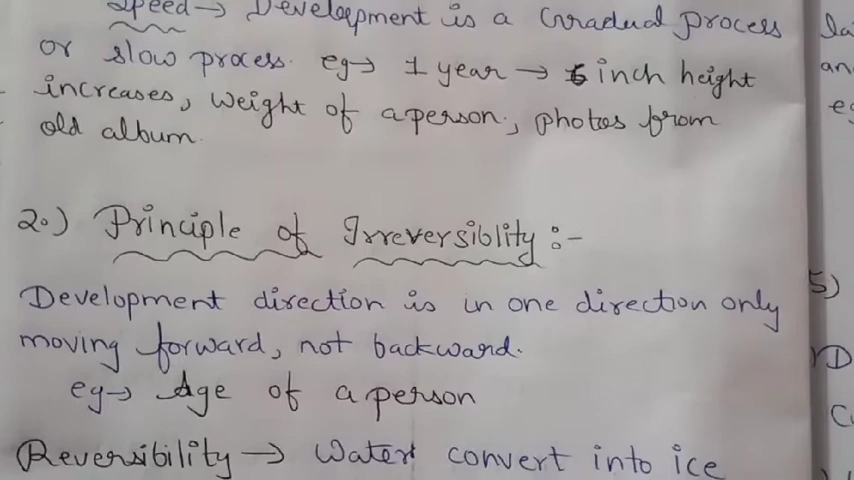 Speed → Development is a Gradual process
or slow process. eg→ 1 year → 6 inch height
increases, weight of a person, photos from
old album.
2.) Principle of Irreversiblity :-
Development direction is in one direction only
moving forward, not backward.
eg→ Age of a person
Reversibility → Water convert into ice
5)